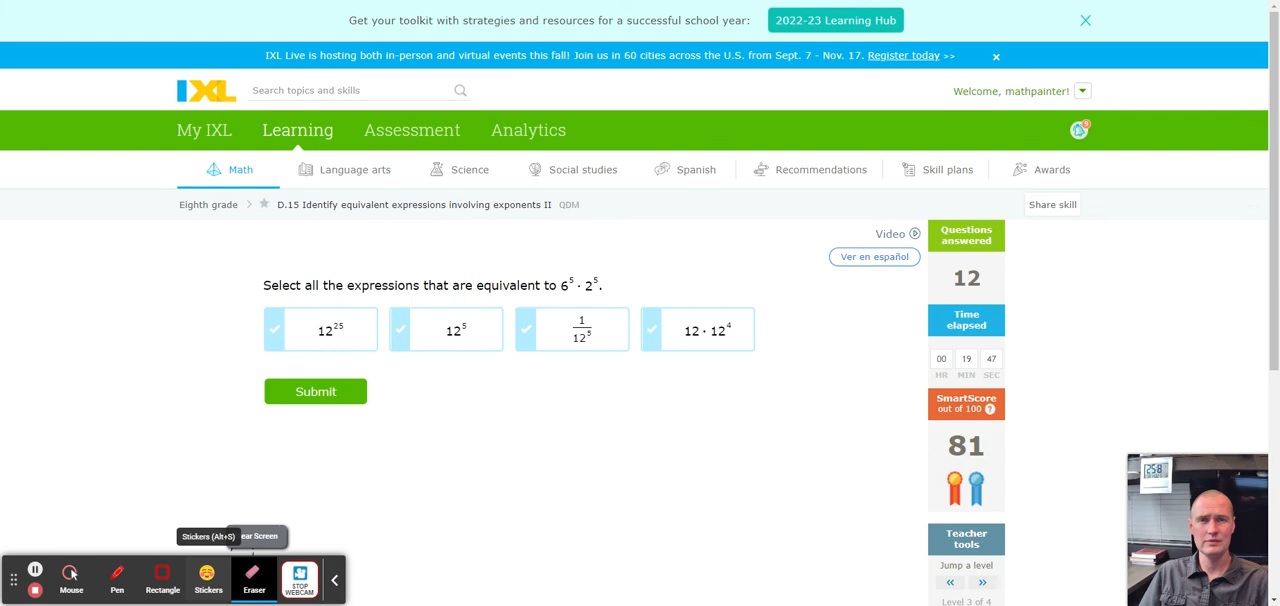 Get your toolkit with strategies and resources for a successful school year: 2022-23 Learning Hub
IXL Live is hosting both in-person and virtual events this fall! Join us in 60 cities across the U.S. from Sept. 7 - Nov. 17. Register today >>
IXL Search topics and skills Welcome, mathpainter!
My IXL Learning Assessment Analytics 9
Math Language arts Science Social studies Spanish Recommendations Skill plans Awards
Eighth grade > D.15 Identify equivalent expressions involving exponents II QDM Share skill
Video
Ver en español
Questions answered
12
Select all the expressions that are equivalent to 6⁵ · 2⁵.
12²⁵ 12⁵ 1/12⁵ 12 · 12⁴
Submit
Time elapsed
00 19 47
HR MIN SEC
SmartScore
out of 100 ?
81
Teacher tools
Jump a level
<< >>
Level 3 of 4
Stickers (Alt+S) ear Screen
Mouse Pen Rectangle Stickers Eraser STOP WEBCAM
258